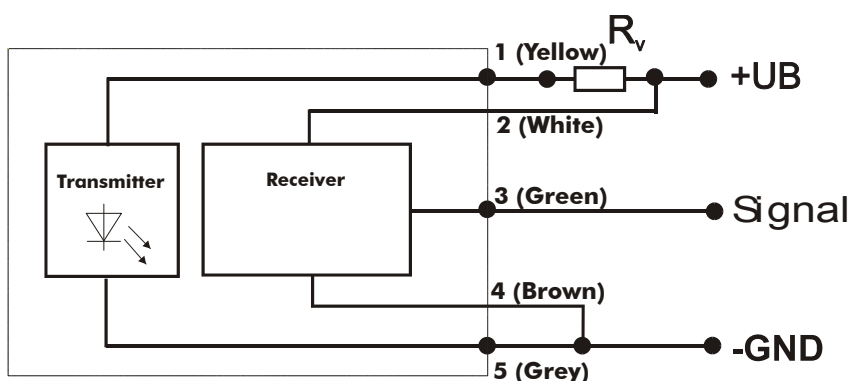 1 (Yellow)
Rv
+UB
2 (White)
Transmitter
Receiver
3 (Green)
Signal
4 (Brown)
-GND
5 (Grey)